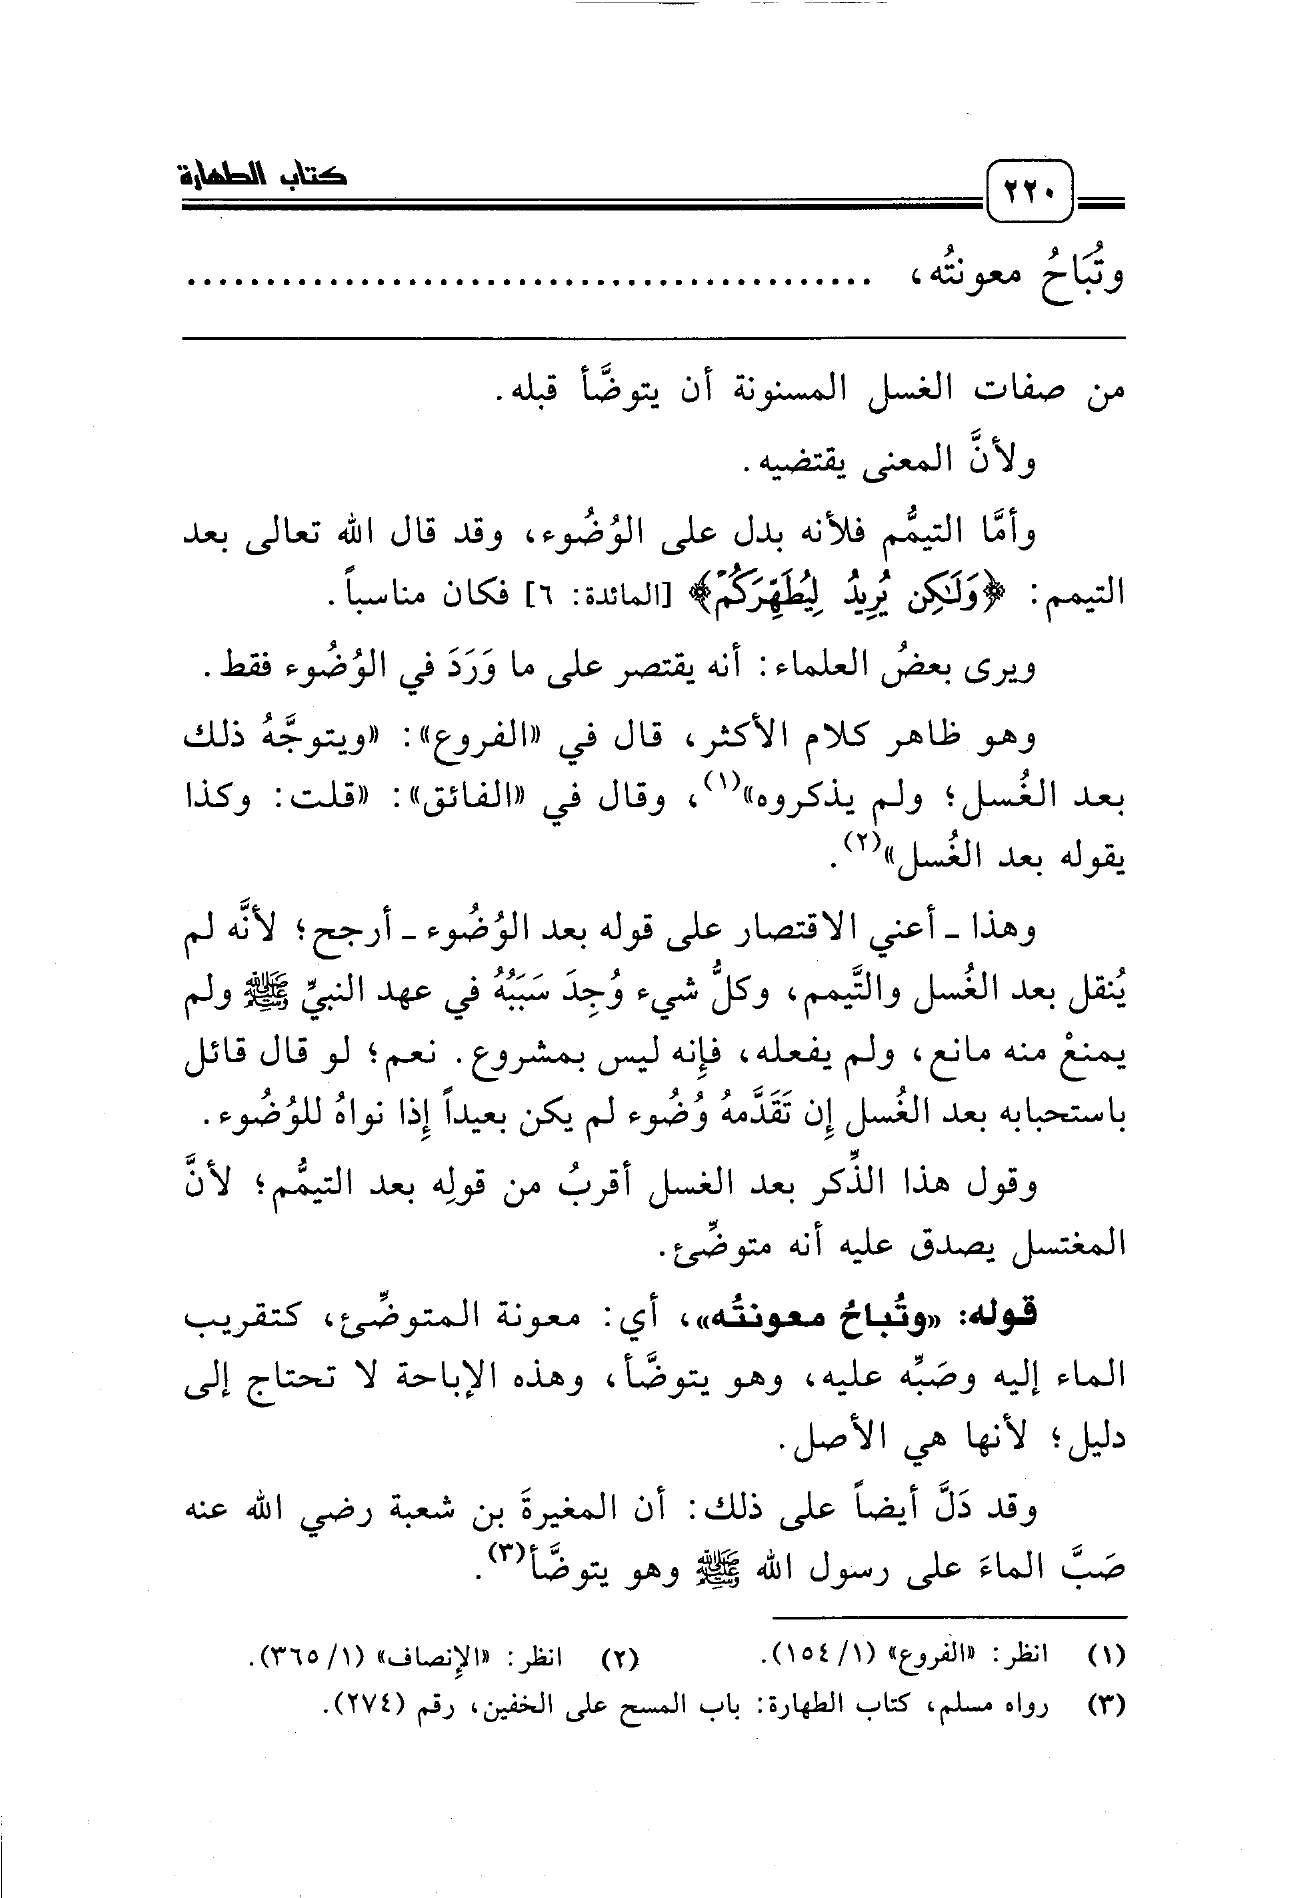 ٢٢٠ كتاب الطهارة
وتُبَاحُ معونتُه، .............................................
من صفات الغسل المسنونة أن يتوضَّأ قبله.
ولأنَّ المعنى يقتضيه.
وأمَّا التيمُّم فلأنه بدل على الوُضُوء، وقد قال الله تعالى بعد
التيمم: ﴿وَلَٰكِن يُرِيدُ لِيُطَهِّرَكُمْ﴾ [المائدة: ٦] فكان مناسباً.
ويرى بعضُ العلماء: أنه يقتصر على ما وَرَدَ في الوُضُوء فقط.
وهو ظاهر كلام الأكثر، قال في «الفروع»: «ويتوجَّهُ ذلك
بعد الغُسل؛ ولم يذكروه»(١)، وقال في «الفائق»: «قلت: وكذا
يقوله بعد الغُسل»(٢).
وهذا ـ أعني الاقتصار على قوله بعد الوُضُوء ـ أرجح؛ لأنَّه لم
يُنقل بعد الغُسل والتَّيمم، وكلُّ شيء وُجِدَ سَبَبُهُ في عهد النبيِّ ﷺ ولم
يمنعْ منه مانع، ولم يفعله، فإِنه ليس بمشروع. نعم؛ لو قال قائل
باستحبابه بعد الغُسل إِن تَقَدَّمهُ وُضُوء لم يكن بعيداً إِذا نواهُ للوُضُوء.
وقول هذا الذِّكر بعد الغسل أقربُ من قولِه بعد التيمُّم؛ لأنَّ
المغتسل يصدق عليه أنه متوضِّئ.
قوله: «وتُباحُ معونتُه»، أي: معونة المتوضِّئ، كتقريب
الماء إليه وصَبِّه عليه، وهو يتوضَّأ، وهذه الإباحة لا تحتاج إلى
دليل؛ لأنها هي الأصل.
وقد دَلَّ أيضاً على ذلك: أن المغيرةَ بن شعبة رضي الله عنه
صَبَّ الماءَ على رسول الله ﷺ وهو يتوضَّأ(٣).
(١) انظر: «الفروع» (١/ ١٥٤). (٢) انظر: «الإِنصاف» (١/ ٣٦٥).
(٣) رواه مسلم، كتاب الطهارة: باب المسح على الخفين، رقم (٢٧٤).